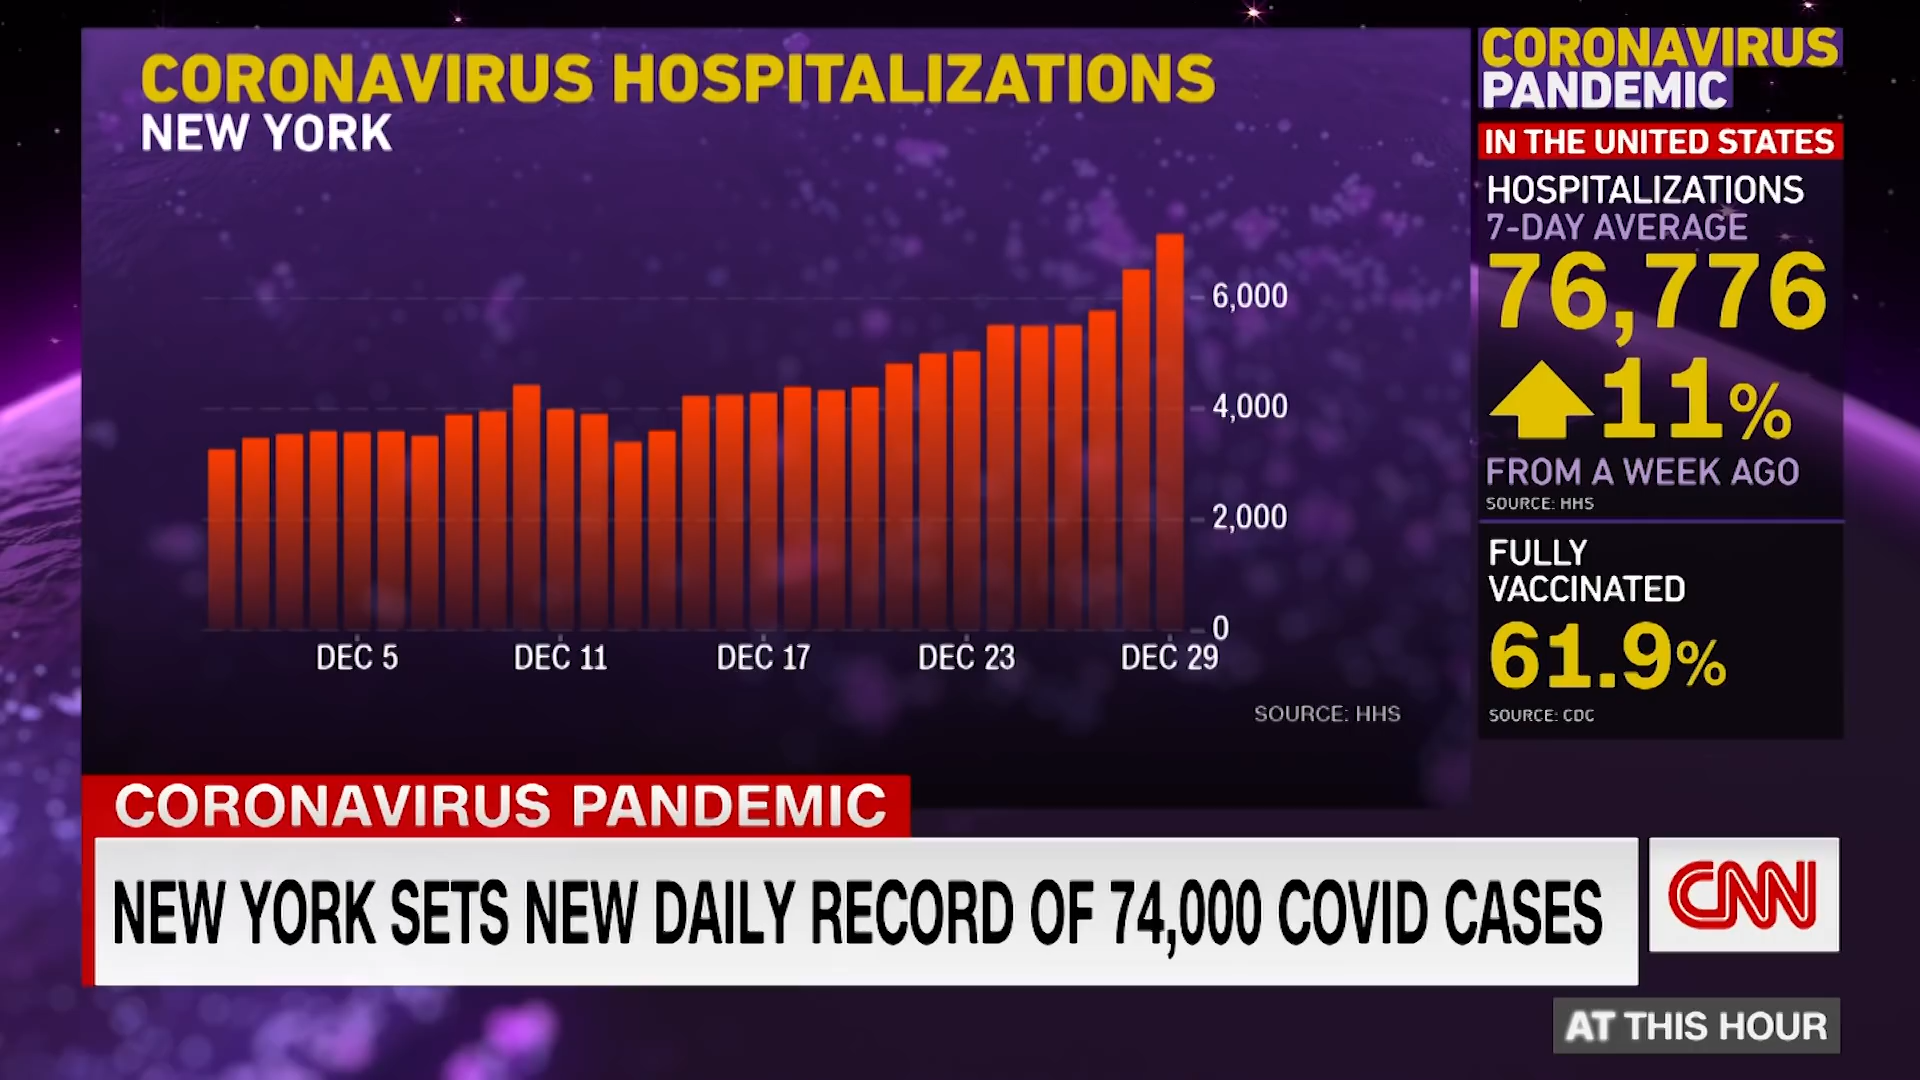 CORONAVIRUS HOSPITALIZATIONS
NEW YORK
6,000
4,000
2,000
0
DEC 5
DEC 11
DEC 17
DEC 23
DEC 29
SOURCE: HHS
CORONAVIRUS
PANDEMIC
IN THE UNITED STATES
HOSPITALIZATIONS
7-DAY AVERAGE
76,776
11%
FROM A WEEK AGO
SOURCE: HHS
FULLY
VACCINATED
61.9%
SOURCE: CDC
CORONAVIRUS PANDEMIC
NEW YORK SETS NEW DAILY RECORD OF 74,000 COVID CASES
CNN
AT THIS HOUR